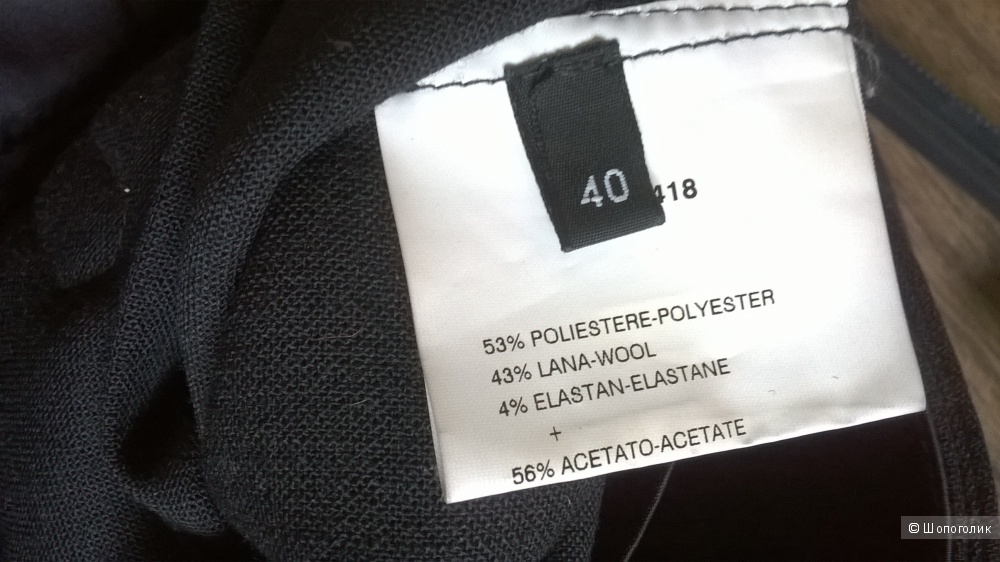 40
418
53% POLIESTERE-POLYESTER
43% LANA-WOOL
4% ELASTAN-ELASTANE
+
56% ACETATO-ACETATE
© Шопоголик